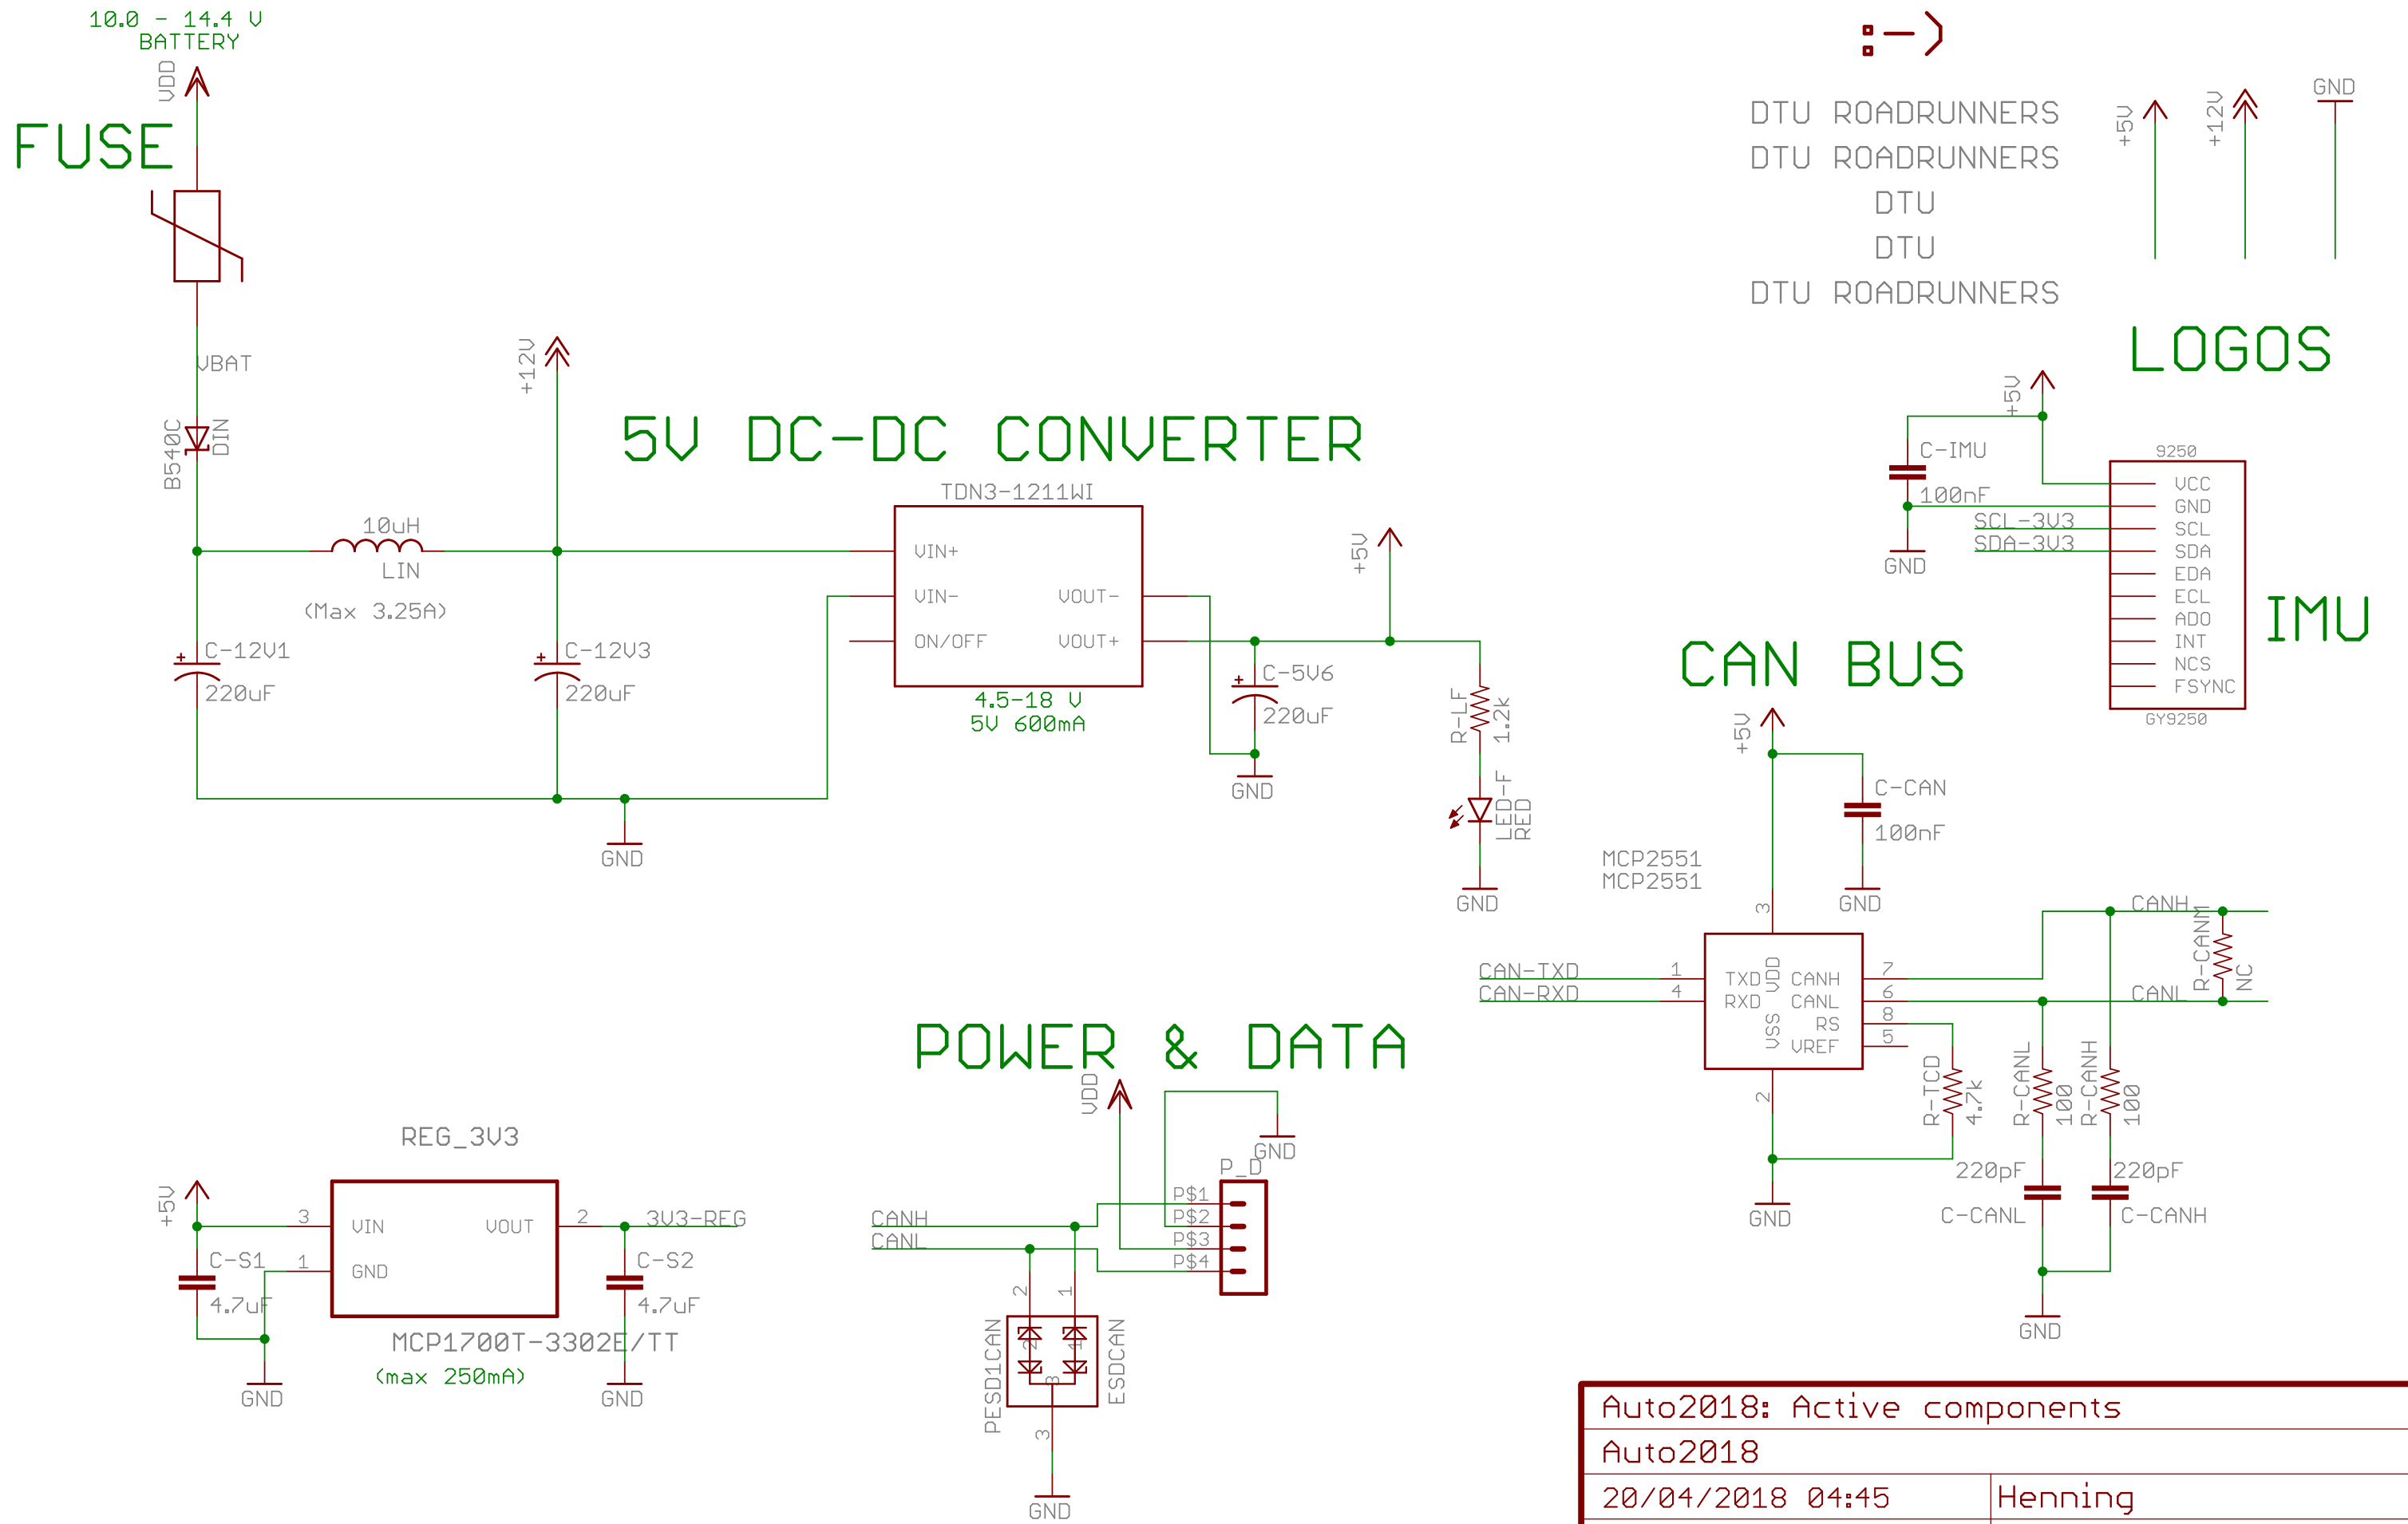 10.0 - 14.4 V
BATTERY
VDD
FUSE
VBAT
B540C
DIN
10uH
LIN
(Max 3.25A)
C-12V1
220uF
+12V
C-12V3
220uF
GND
5V DC-DC CONVERTER
TDN3-1211WI
VIN+
VIN-
ON/OFF
VOUT-
VOUT+
4.5-18 V
5V 600mA
C-5V6
220uF
GND
+5V
R-LF
1.2k
LED-F
RED
GND
:-)
DTU ROADRUNNERS
DTU ROADRUNNERS
DTU
DTU
DTU ROADRUNNERS
+5V
+12V
GND
LOGOS
+5V
C-IMU
100nF
GND
SCL-3V3
SDA-3V3
9250
VCC
GND
SCL
SDA
EDA
ECL
ADO
INT
NCS
FSYNC
GY9250
IMU
CAN BUS
+5V
C-CAN
100nF
GND
MCP2551
MCP2551
CAN-TXD
CAN-RXD
1
4
3
2
TXD
RXD
VDD
VSS
CANH
CANL
RS
VREF
7
6
8
5
CANH
CANL
R-CANM
NC
R-TCD
4.7k
R-CANL
100
R-CANH
100
220pF
C-CANL
220pF
C-CANH
GND
GND
REG_3V3
+5V
3
1
VIN
GND
VOUT
2
3V3-REG
C-S1
4.7uF
C-S2
4.7uF
MCP1700T-3302E/TT
(max 250mA)
GND
GND
POWER & DATA
VDD
GND
P_D
P$1
P$2
P$3
P$4
CANH
CANL
2
1
PESD1CAN
2
1
3
ESDCAN
3
GND
Auto2018: Active components
Auto2018
20/04/2018 04:45
Henning